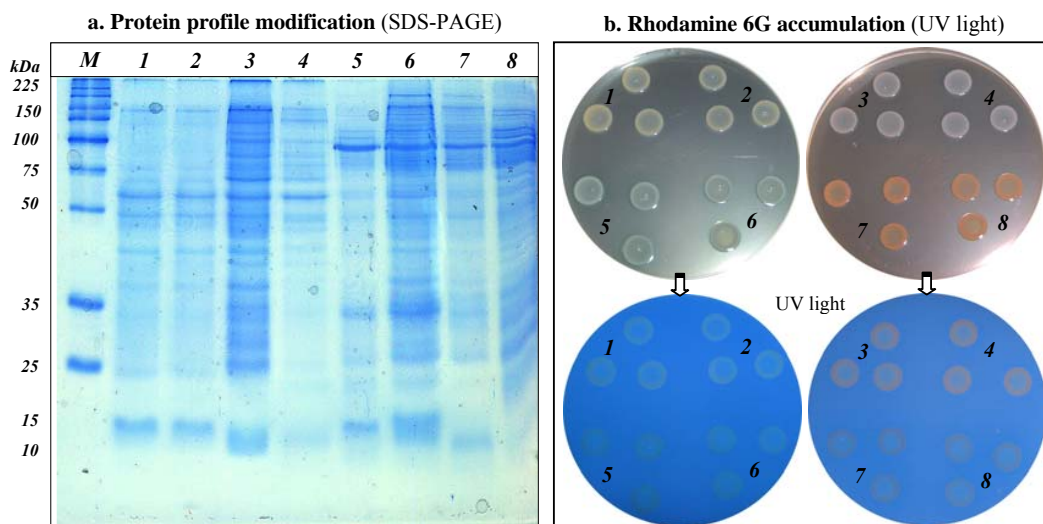 a. Protein profile modification (SDS-PAGE)
b. Rhodamine 6G accumulation (UV light)
kDa M 1 2 3 4 5 6 7 8
225
150
100
75
50
35
25
15
10
1 2 3 4
5 6 7 8
UV light
1 2 3 4
5 6 7 8